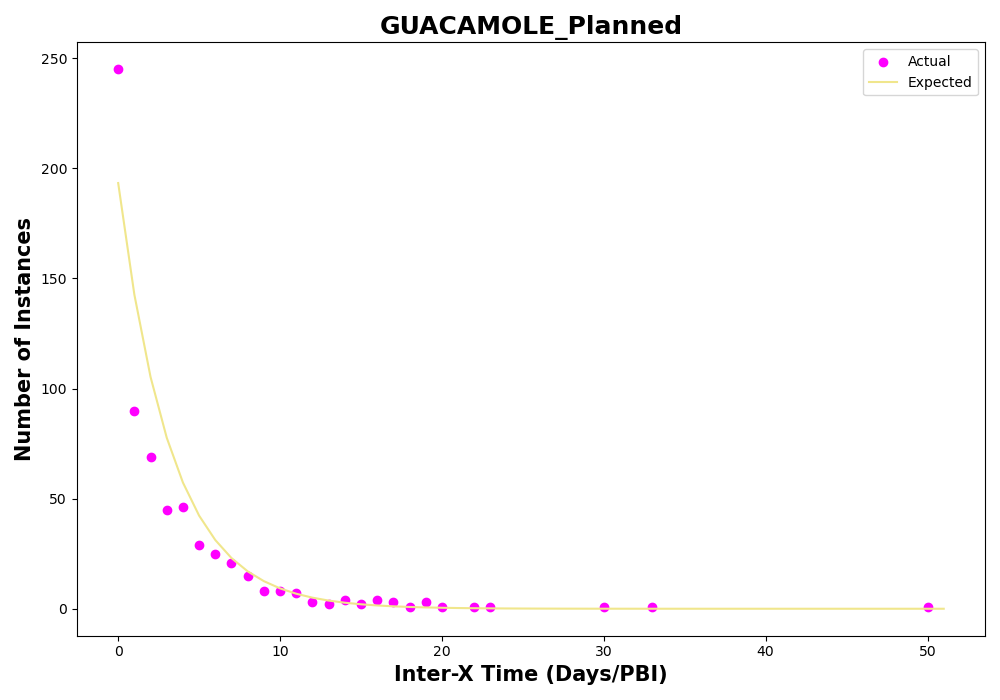 GUACAMOLE_Planned
Actual
Expected
Number of Instances
250
200
150
100
50
0
0 10 20 30 40 50
Inter-X Time (Days/PBI)